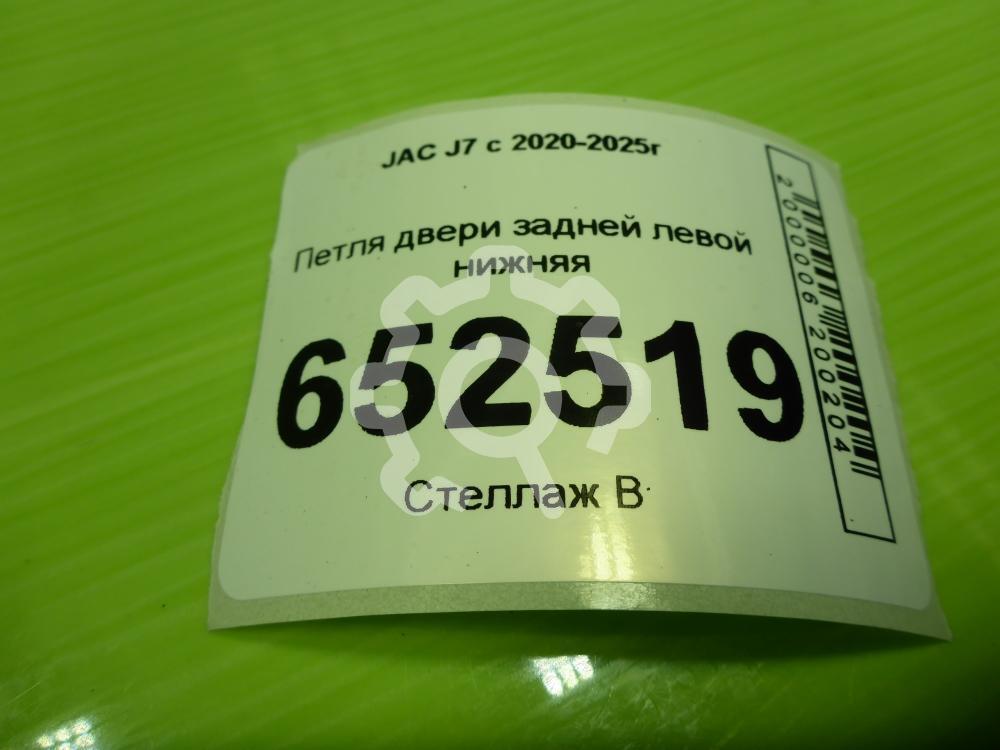 JAC J7 с 2020-2025г
Петля двери задней левой
нижняя
652519
Стеллаж В
2000006200204